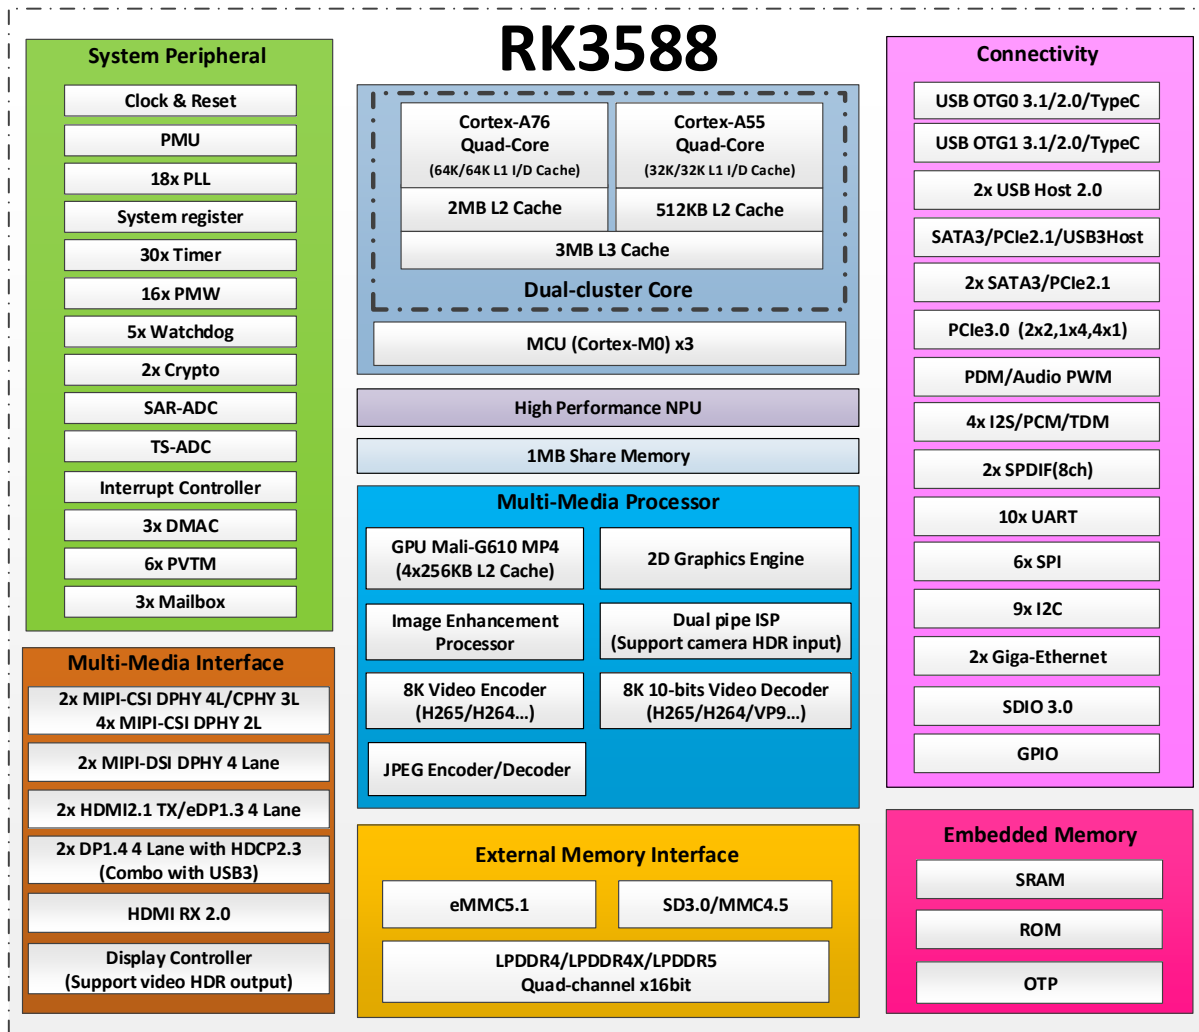 RK3588
System Peripheral
Clock & Reset
PMU
18x PLL
System register
30x Timer
16x PMW
5x Watchdog
2x Crypto
SAR-ADC
TS-ADC
Interrupt Controller
3x DMAC
6x PVTM
3x Mailbox
Multi-Media Interface
2x MIPI-CSI DPHY 4L/CPHY 3L
4x MIPI-CSI DPHY 2L
2x MIPI-DSI DPHY 4 Lane
2x HDMI2.1 TX/eDP1.3 4 Lane
2x DP1.4 4 Lane with HDCP2.3
(Combo with USB3)
HDMI RX 2.0
Display Controller
(Support video HDR output)
Cortex-A76
Quad-Core
(64K/64K L1 I/D Cache)
2MB L2 Cache
Cortex-A55
Quad-Core
(32K/32K L1 I/D Cache)
512KB L2 Cache
3MB L3 Cache
Dual-cluster Core
MCU (Cortex-M0) x3
High Performance NPU
1MB Share Memory
Multi-Media Processor
GPU Mali-G610 MP4
(4x256KB L2 Cache)
2D Graphics Engine
Image Enhancement
Processor
Dual pipe ISP
(Support camera HDR input)
8K Video Encoder
(H265/H264...)
8K 10-bits Video Decoder
(H265/H264/VP9...)
JPEG Encoder/Decoder
External Memory Interface
eMMC5.1
SD3.0/MMC4.5
LPDDR4/LPDDR4X/LPDDR5
Quad-channel x16bit
Connectivity
USB OTG0 3.1/2.0/TypeC
USB OTG1 3.1/2.0/TypeC
2x USB Host 2.0
SATA3/PCIe2.1/USB3Host
2x SATA3/PCIe2.1
PCIe3.0 (2x2,1x4,4x1)
PDM/Audio PWM
4x I2S/PCM/TDM
2x SPDIF(8ch)
10x UART
6x SPI
9x I2C
2x Giga-Ethernet
SDIO 3.0
GPIO
Embedded Memory
SRAM
ROM
OTP